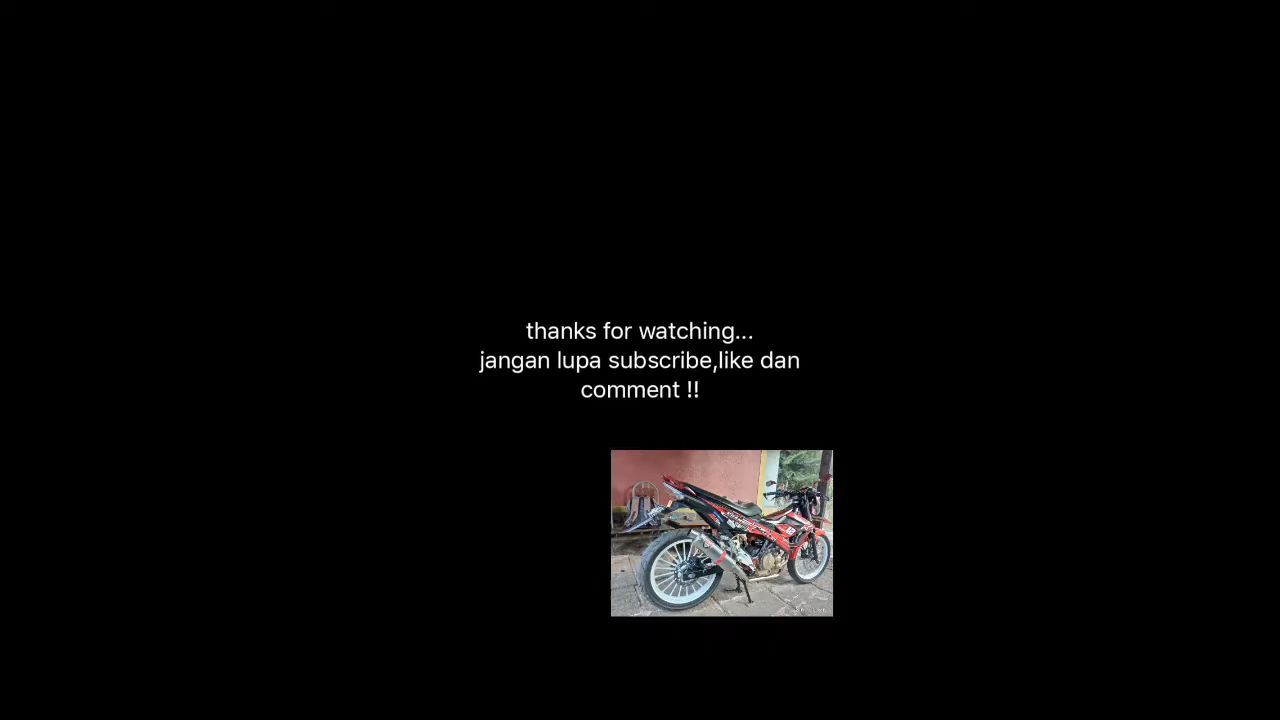 thanks for watching...
jangan lupa subscribe,like dan
comment !!